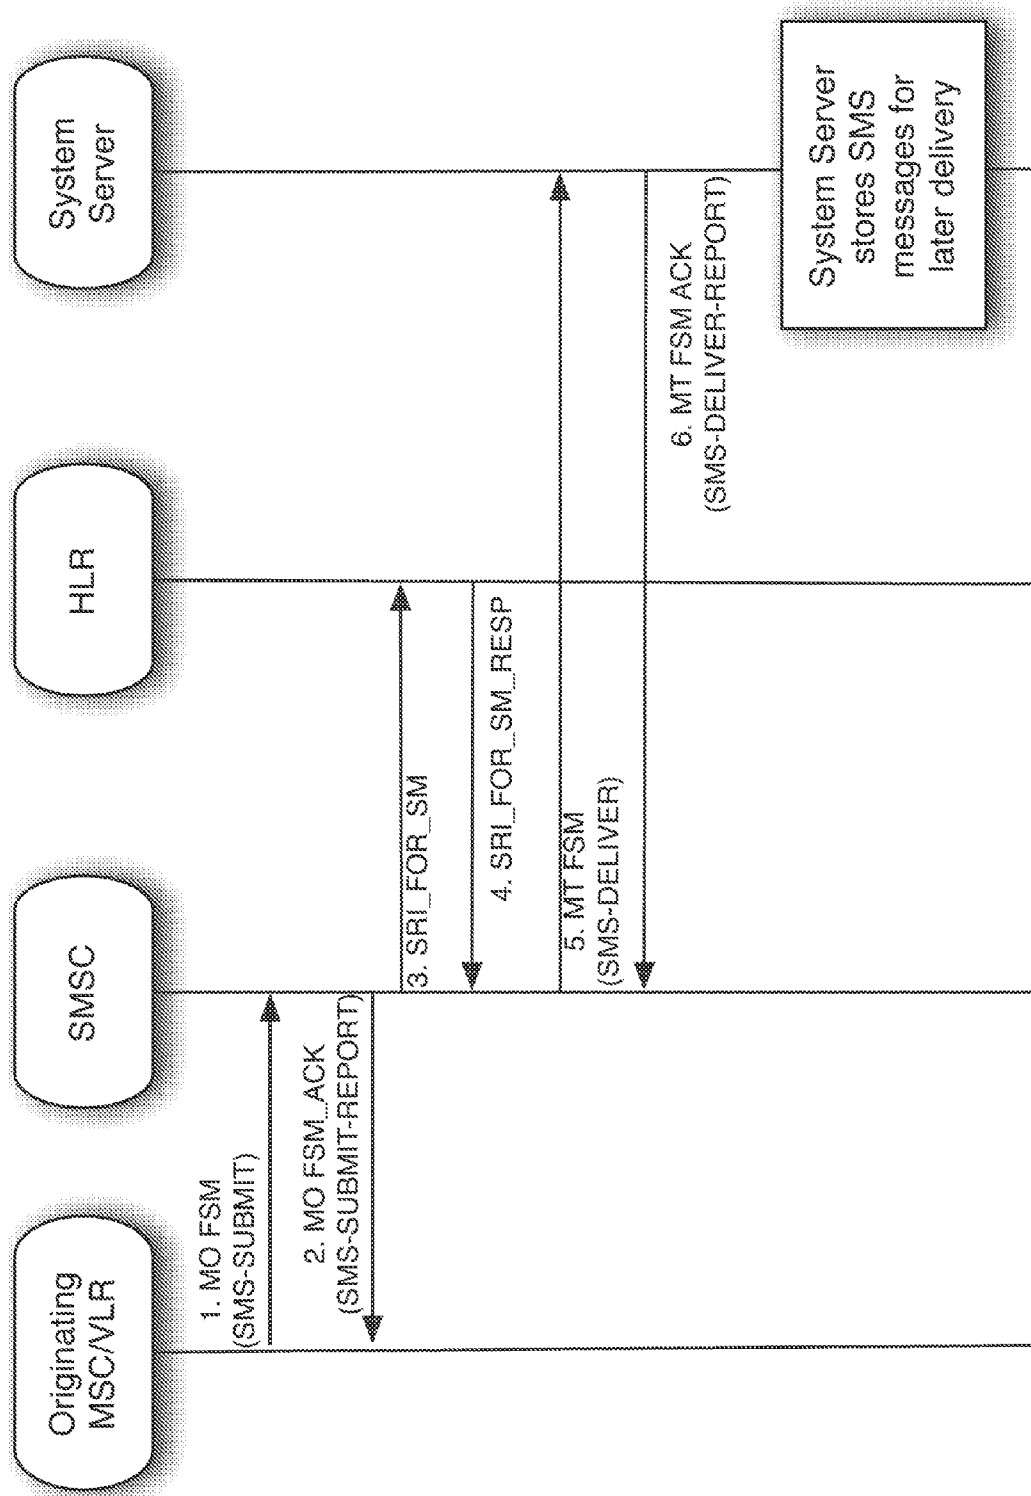 Originating
MSC/VLR
SMSC
HLR
System
Server
1. MO FSM
(SMS-SUBMIT)
2. MO FSM_ACK
(SMS-SUBMIT-REPORT)
3. SRI_FOR_SM
4. SRI_FOR_SM_RESP
5. MT FSM
(SMS-DELIVER)
6. MT FSM ACK
(SMS-DELIVER-REPORT)
System Server
stores SMS
messages for
later delivery